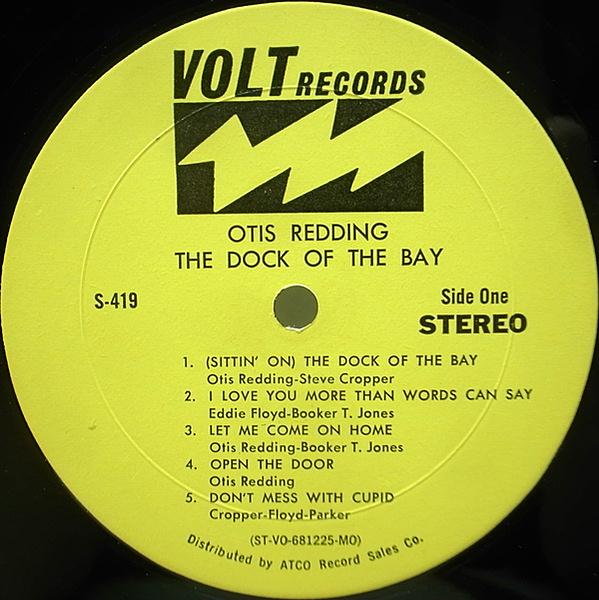 VOLT RECORDS
OTIS REDDING
THE DOCK OF THE BAY
S-419
Side One
STEREO
1. (SITTIN' ON) THE DOCK OF THE BAY
Otis Redding-Steve Cropper
2. I LOVE YOU MORE THAN WORDS CAN SAY
Eddie Floyd-Booker T. Jones
3. LET ME COME ON HOME
Otis Redding-Booker T. Jones
4. OPEN THE DOOR
Otis Redding
5. DON'T MESS WITH CUPID
Cropper-Floyd-Parker
(ST-VO-681225-MO)
Distributed by ATCO Record Sales Co.